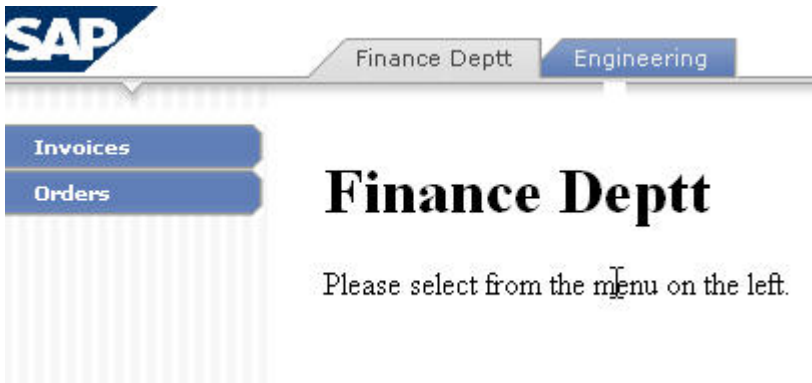 SAP
Finance Deptt
Engineering
Invoices
Orders
Finance Deptt
Please select from the menu on the left.